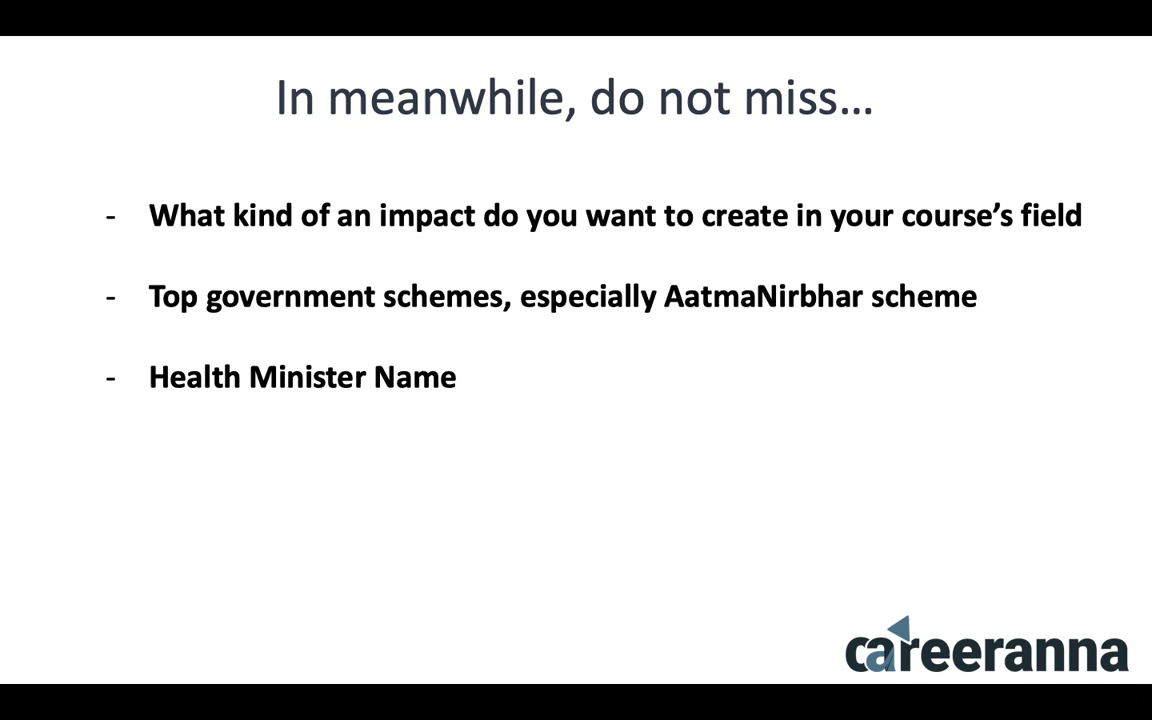 In meanwhile, do not miss…
- What kind of an impact do you want to create in your course’s field
- Top government schemes, especially AatmaNirbhar scheme
- Health Minister Name
careeranna